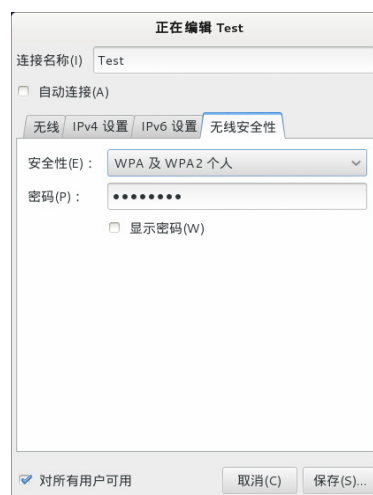 正在编辑 Test
连接名称(I) Test
自动连接(A)
无线 IPv4 设置 IPv6 设置 无线安全性
安全性(E)： WPA 及 WPA2 个人
密码(P)： ●●●●●●●●
显示密码(W)
对所有用户可用 取消(C) 保存(S)...